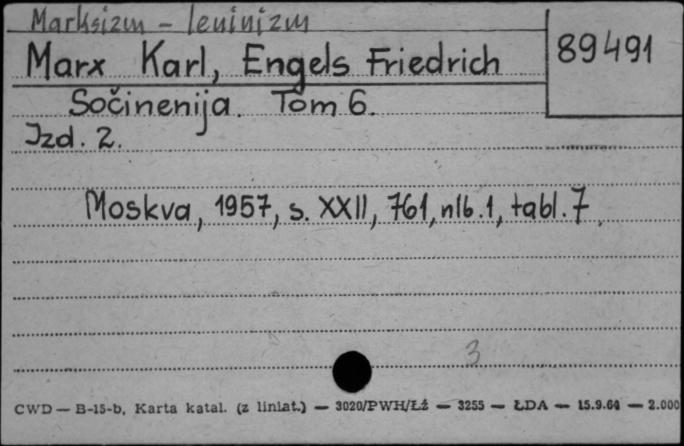 Marksizm - leninizm
89491
Marx Karl, Engels Friedrich
Sočinenija. Tom 6.
Izd. 2.
Moskva, 1957, s. XXII, 761, nlb. 1, tabl. 7.
3
CWD — B-15-b, Karta katal. (z liniat.) — 3020/PWH/Łź — 3255 — ŁDA — 15.9.64 — 2.000